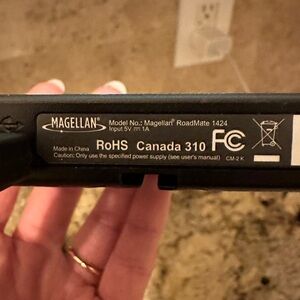 MAGELLAN®
Model No.: Magellan® RoadMate 1424
Input 5V ⎓ 1A
Made in China
RoHS Canada 310 FC
Caution: Only use the specified power supply (see user's manual) CM-2 K